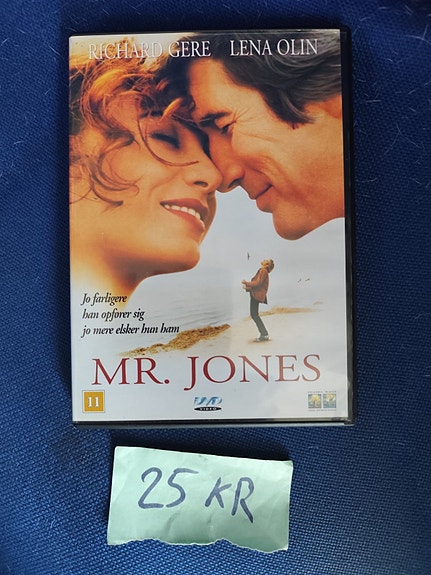 RICHARD GERE LENA OLIN
Jo farligere
han opfører sig
jo mere elsker hun ham
MR. JONES
11
DVD
VIDEO
25 KR